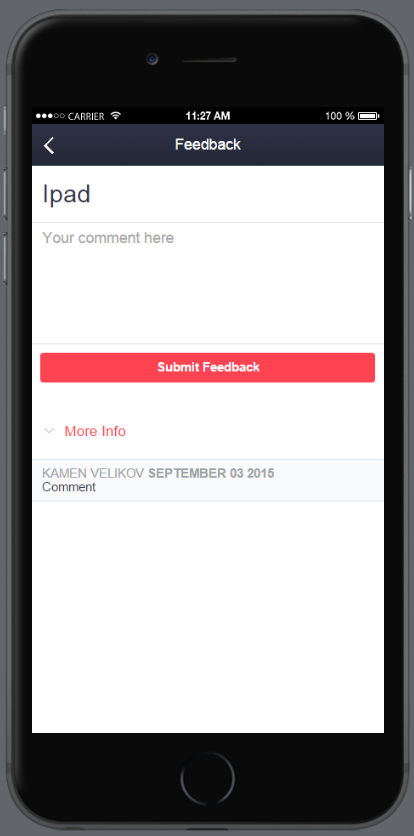 CARRIER 11:27 AM 100 %
Feedback
Ipad
Your comment here
Submit Feedback
More Info
KAMEN VELIKOV SEPTEMBER 03 2015
Comment